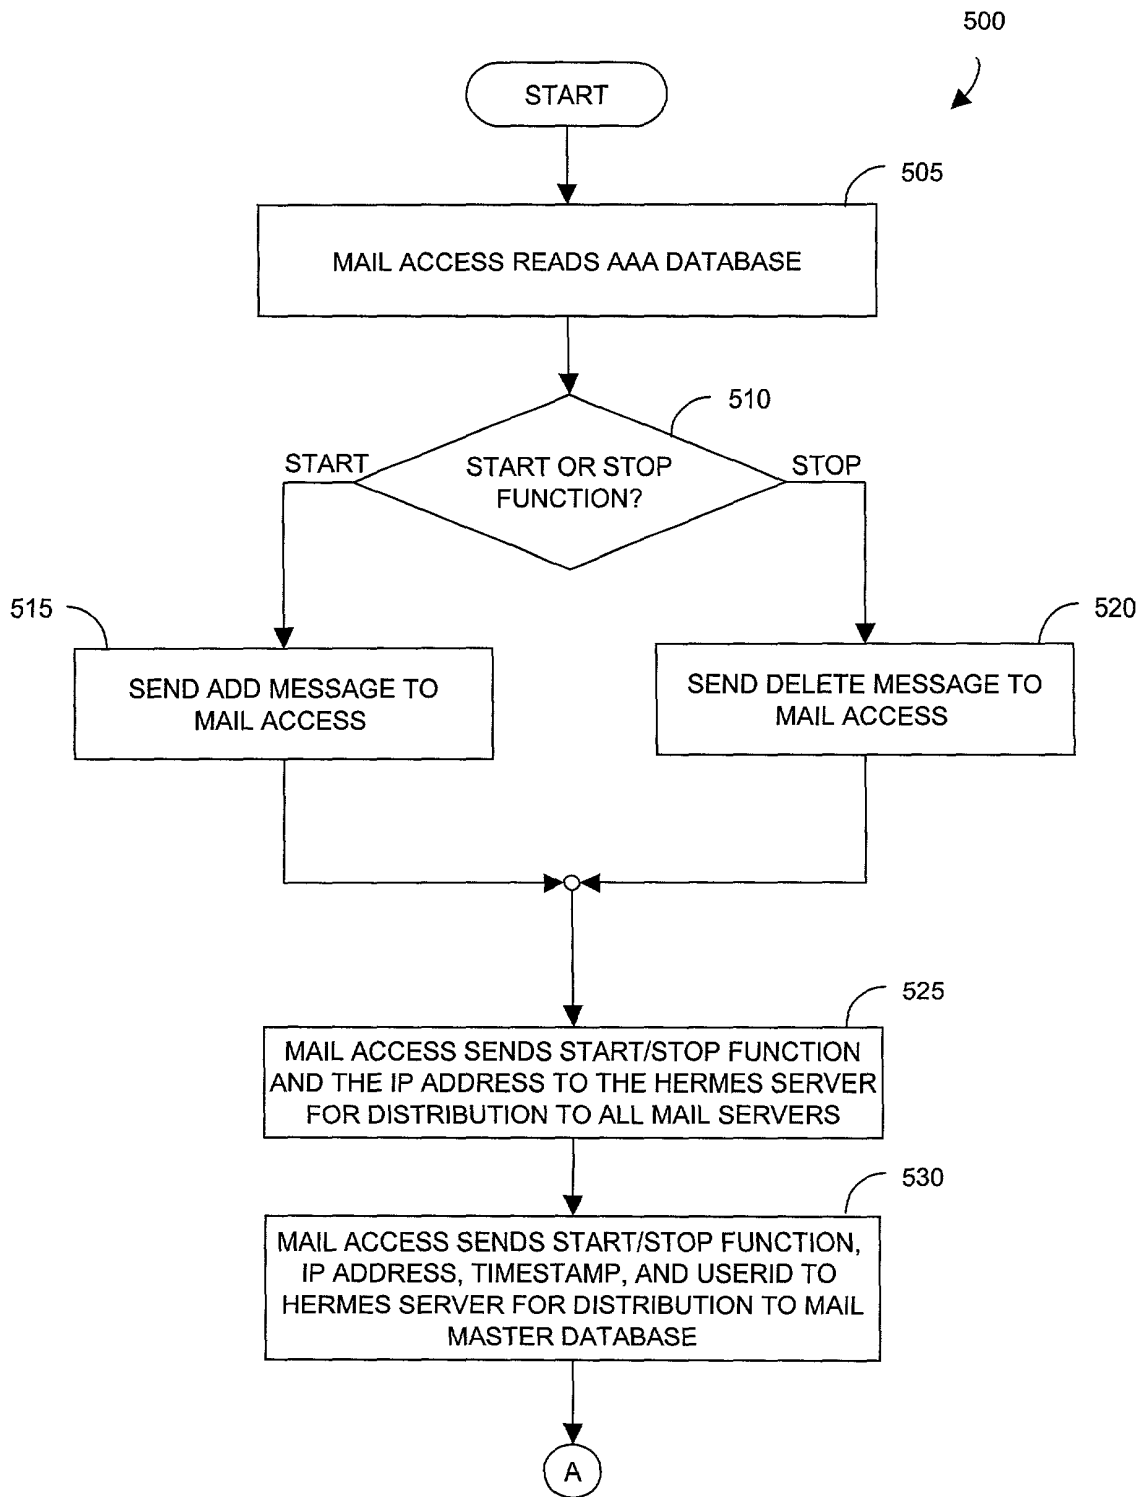 500
START
505
MAIL ACCESS READS AAA DATABASE
510
START
START OR STOP
FUNCTION?
STOP
515
SEND ADD MESSAGE TO
MAIL ACCESS
520
SEND DELETE MESSAGE TO
MAIL ACCESS
525
MAIL ACCESS SENDS START/STOP FUNCTION
AND THE IP ADDRESS TO THE HERMES SERVER
FOR DISTRIBUTION TO ALL MAIL SERVERS
530
MAIL ACCESS SENDS START/STOP FUNCTION,
IP ADDRESS, TIMESTAMP, AND USERID TO
HERMES SERVER FOR DISTRIBUTION TO MAIL
MASTER DATABASE
A